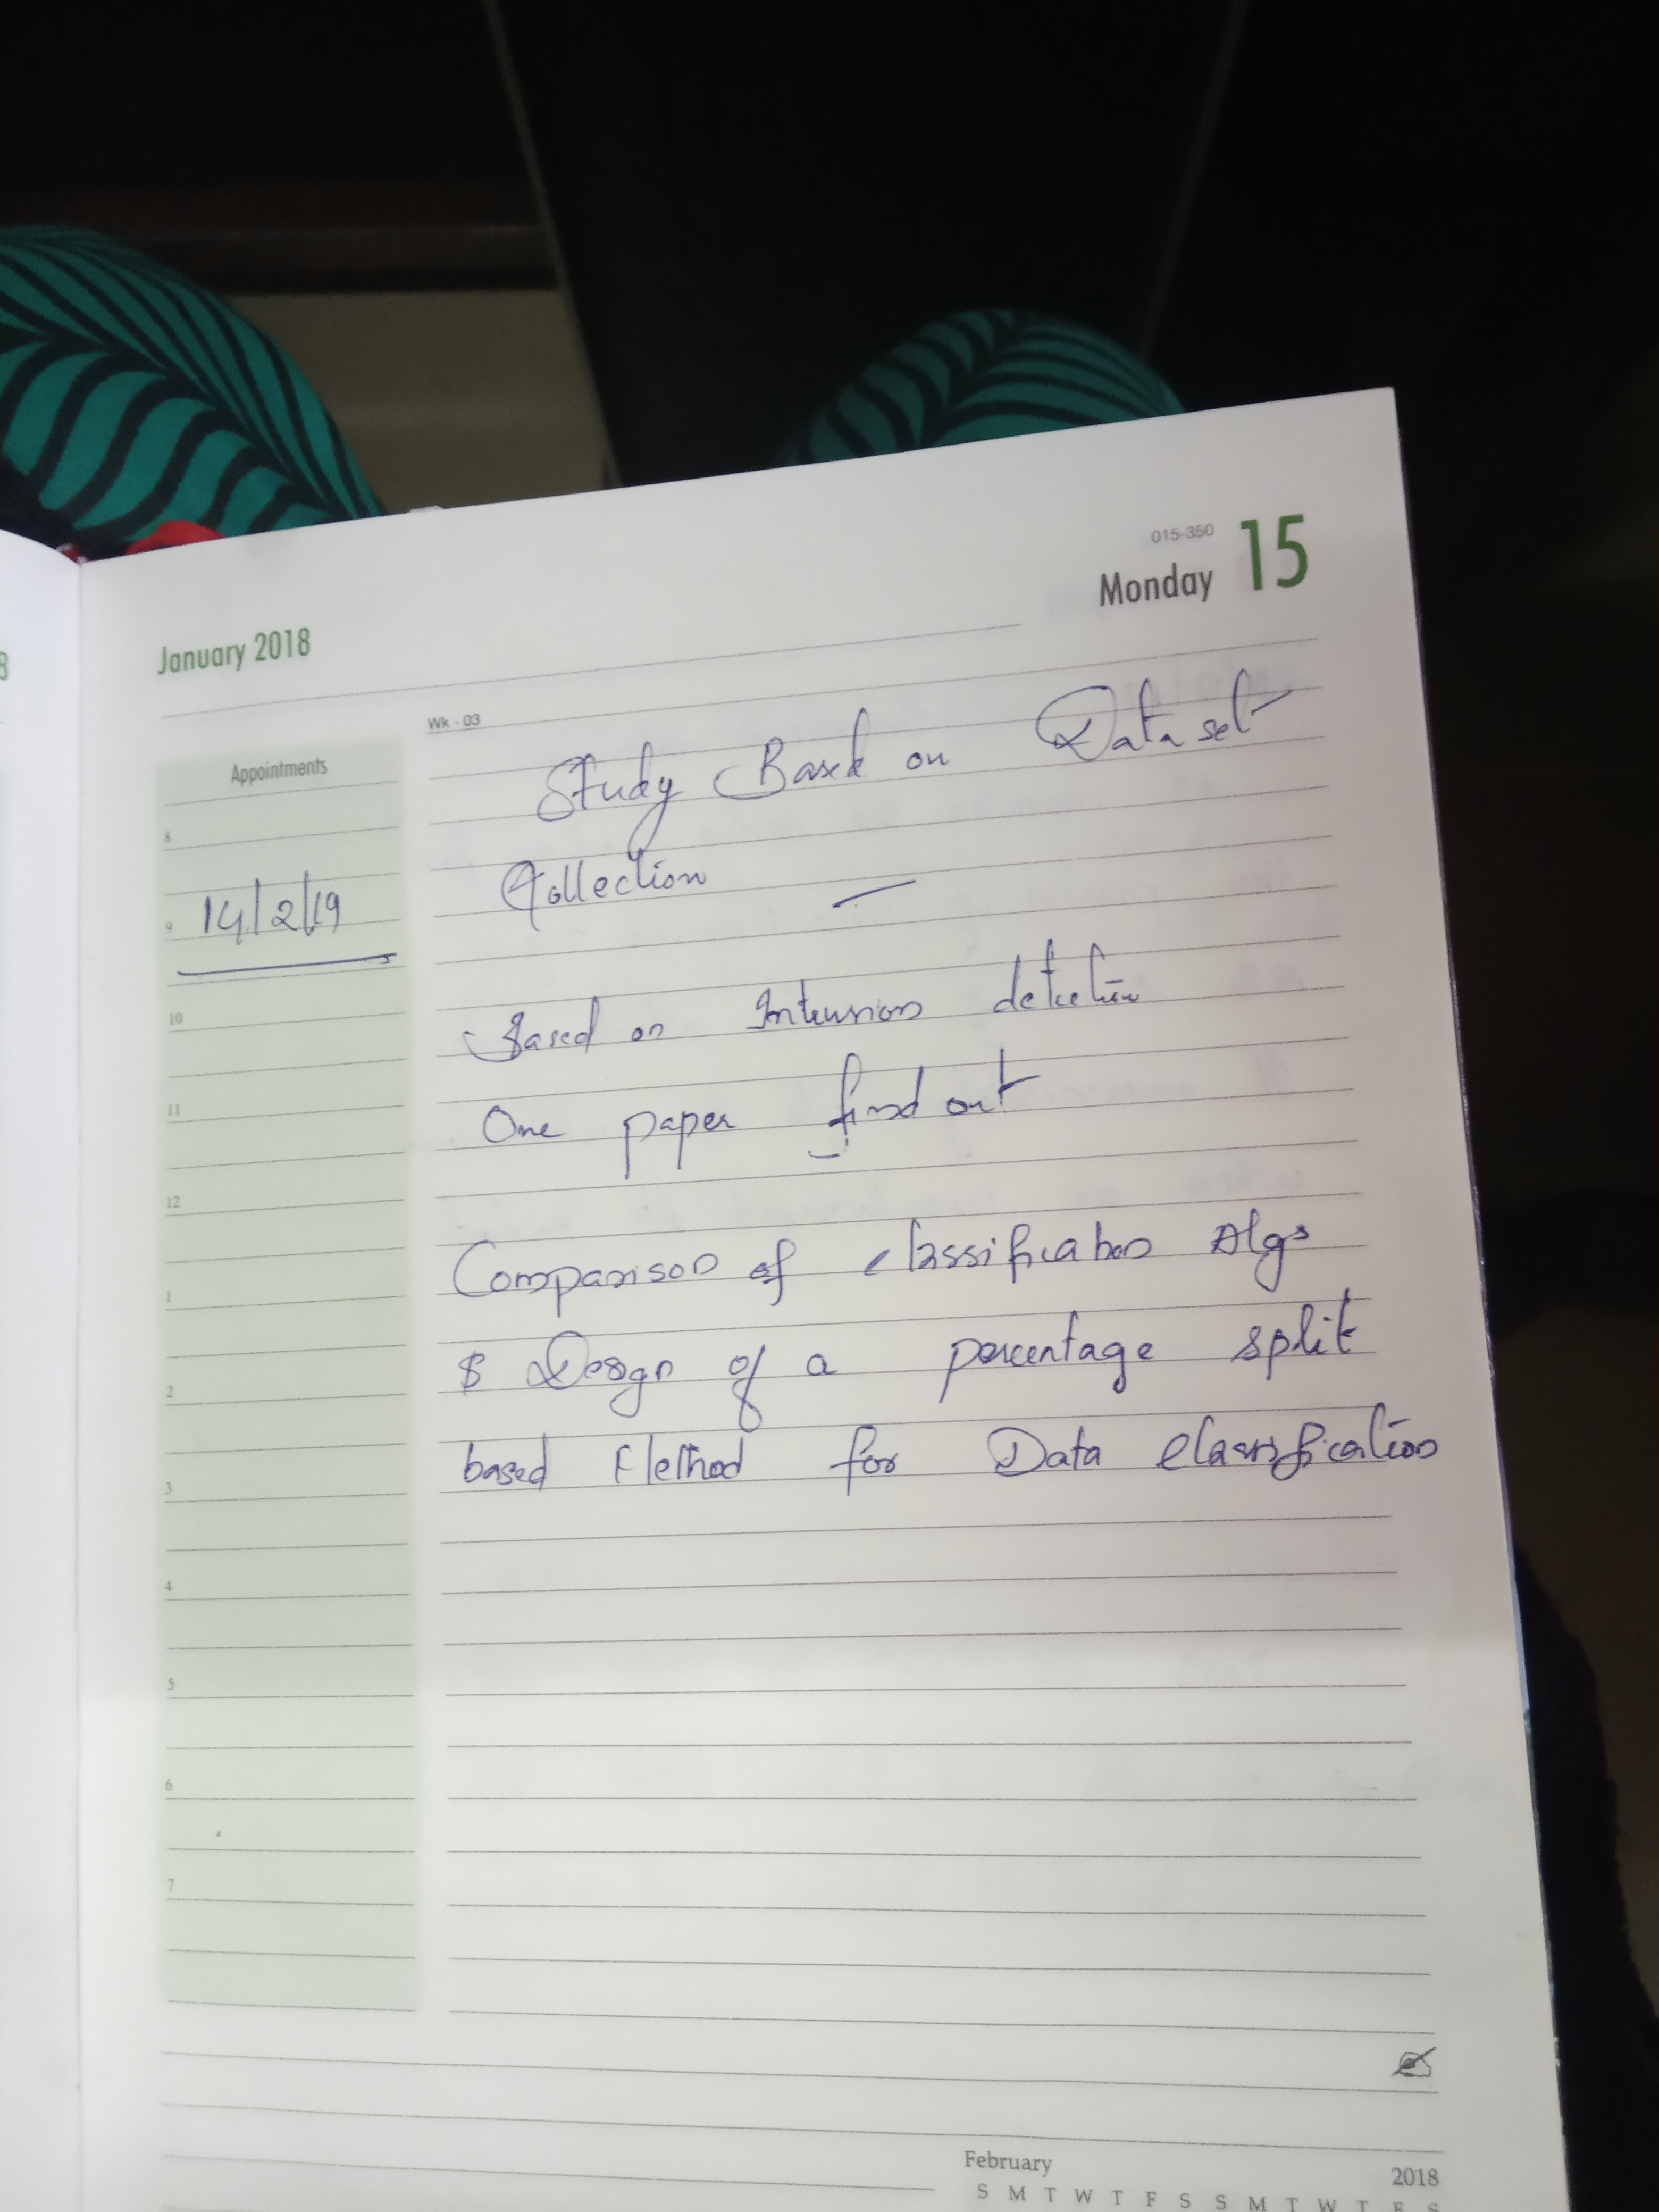 015-350
Monday 15
January 2018
Wk - 03
Appointments
Study Based on Data set
Collection —
14/2/19
Based on Intrusion detection
One paper find out
Comparison of classification Algs
& Design of a percentage split
based Method for Data classification
8
9
10
11
12
1
2
3
4
5
6
7
February 2018
S M T W T F S S M T W T F S